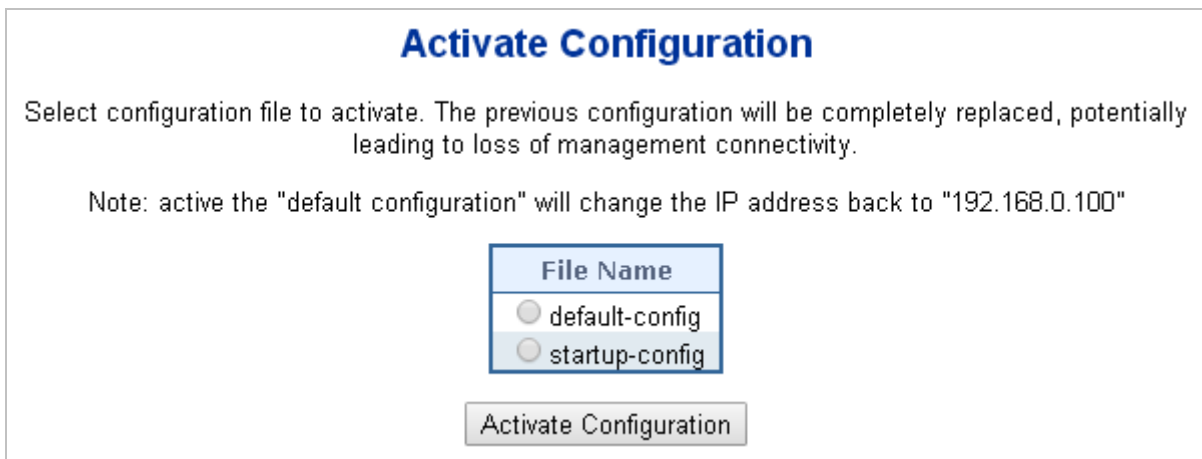 Activate Configuration
Select configuration file to activate. The previous configuration will be completely replaced, potentially
leading to loss of management connectivity.
Note: active the "default configuration" will change the IP address back to "192.168.0.100"
File Name
default-config
startup-config
Activate Configuration